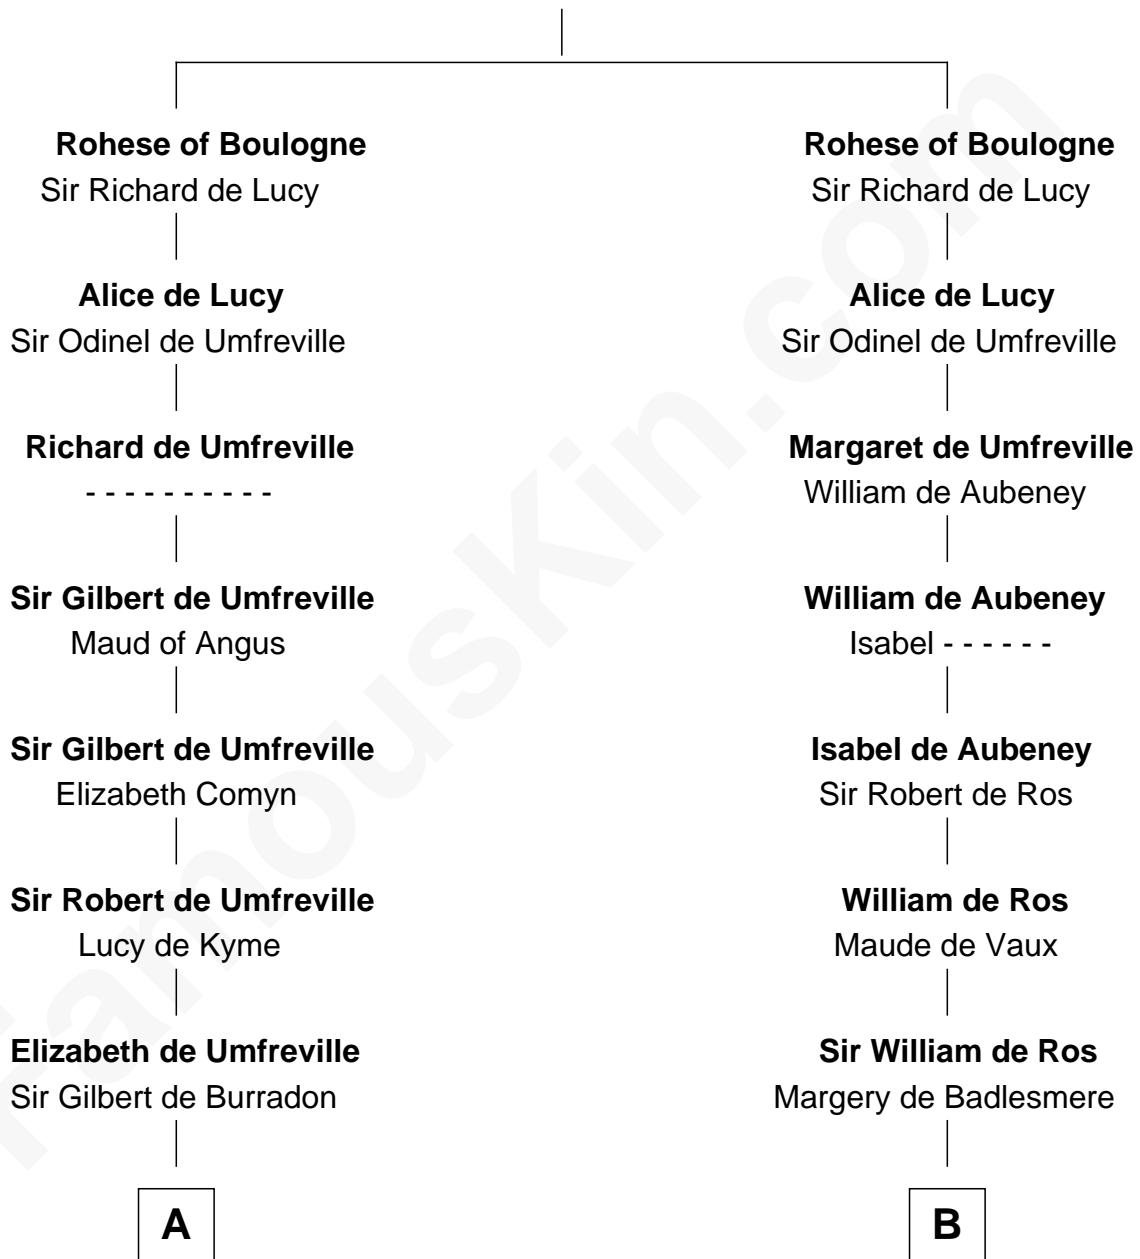 Rohese of Boulogne
Sir Richard de Lucy
Alice de Lucy
Sir Odinel de Umfreville
Richard de Umfreville
- - - - - - - - - -
Sir Gilbert de Umfreville
Maud of Angus
Sir Gilbert de Umfreville
Elizabeth Comyn
Sir Robert de Umfreville
Lucy de Kyme
Elizabeth de Umfreville
Sir Gilbert de Burradon
A
Rohese of Boulogne
Sir Richard de Lucy
Alice de Lucy
Sir Odinel de Umfreville
Margaret de Umfreville
William de Aubeney
William de Aubeney
Isabel - - - - - -
Isabel de Aubeney
Sir Robert de Ros
William de Ros
Maude de Vaux
Sir William de Ros
Margery de Badlesmere
B
FamousKin.com